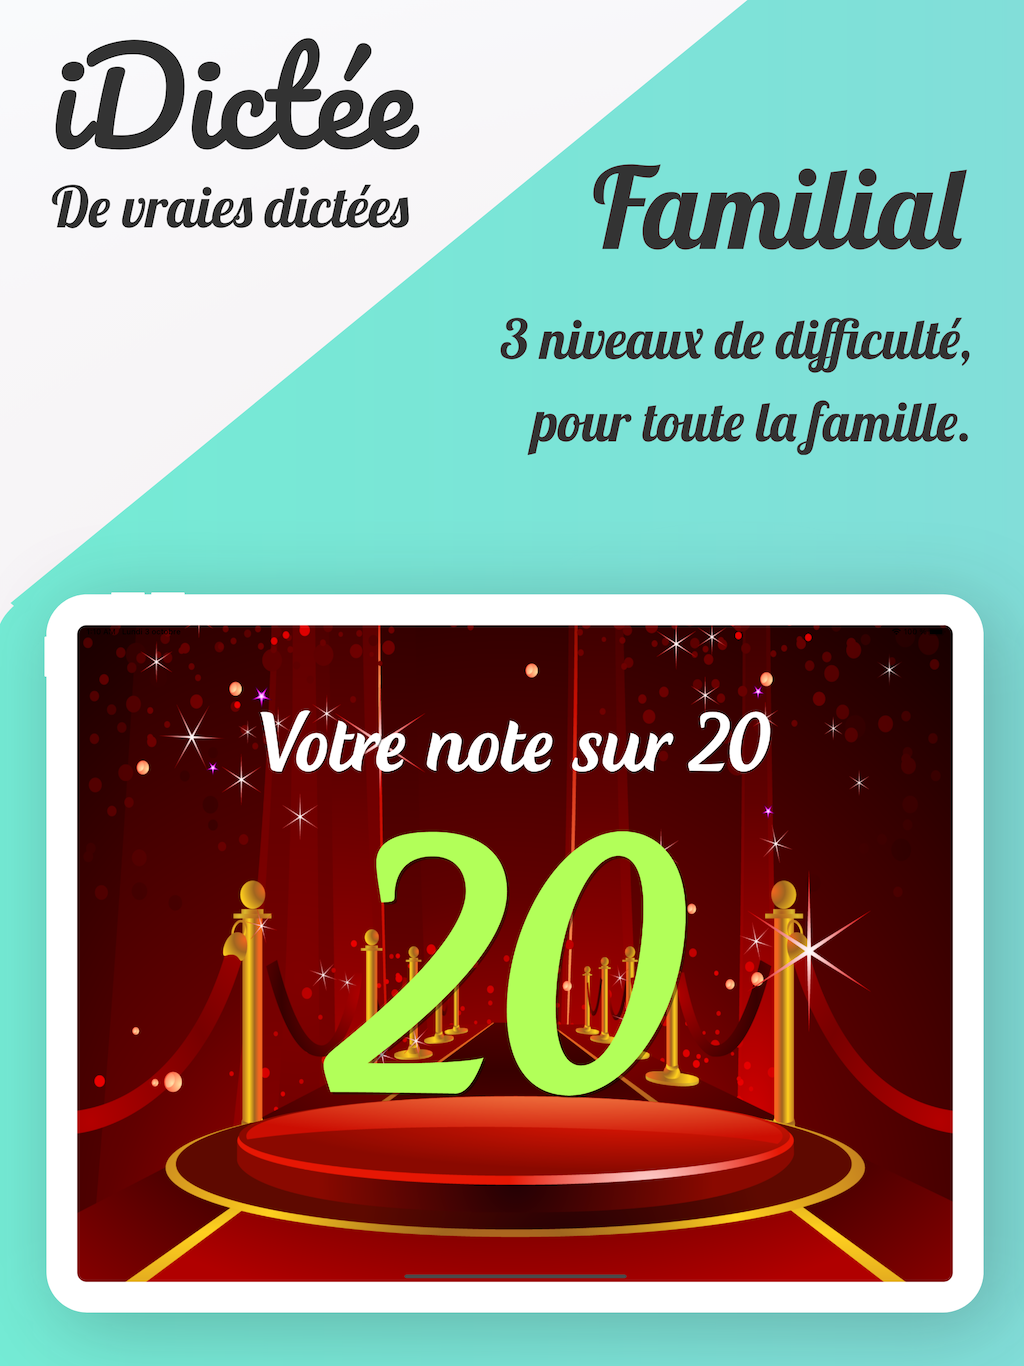 iDictée
De vraies dictées
Familial
3 niveaux de difficulté,
pour toute la famille.
Votre note sur 20
20